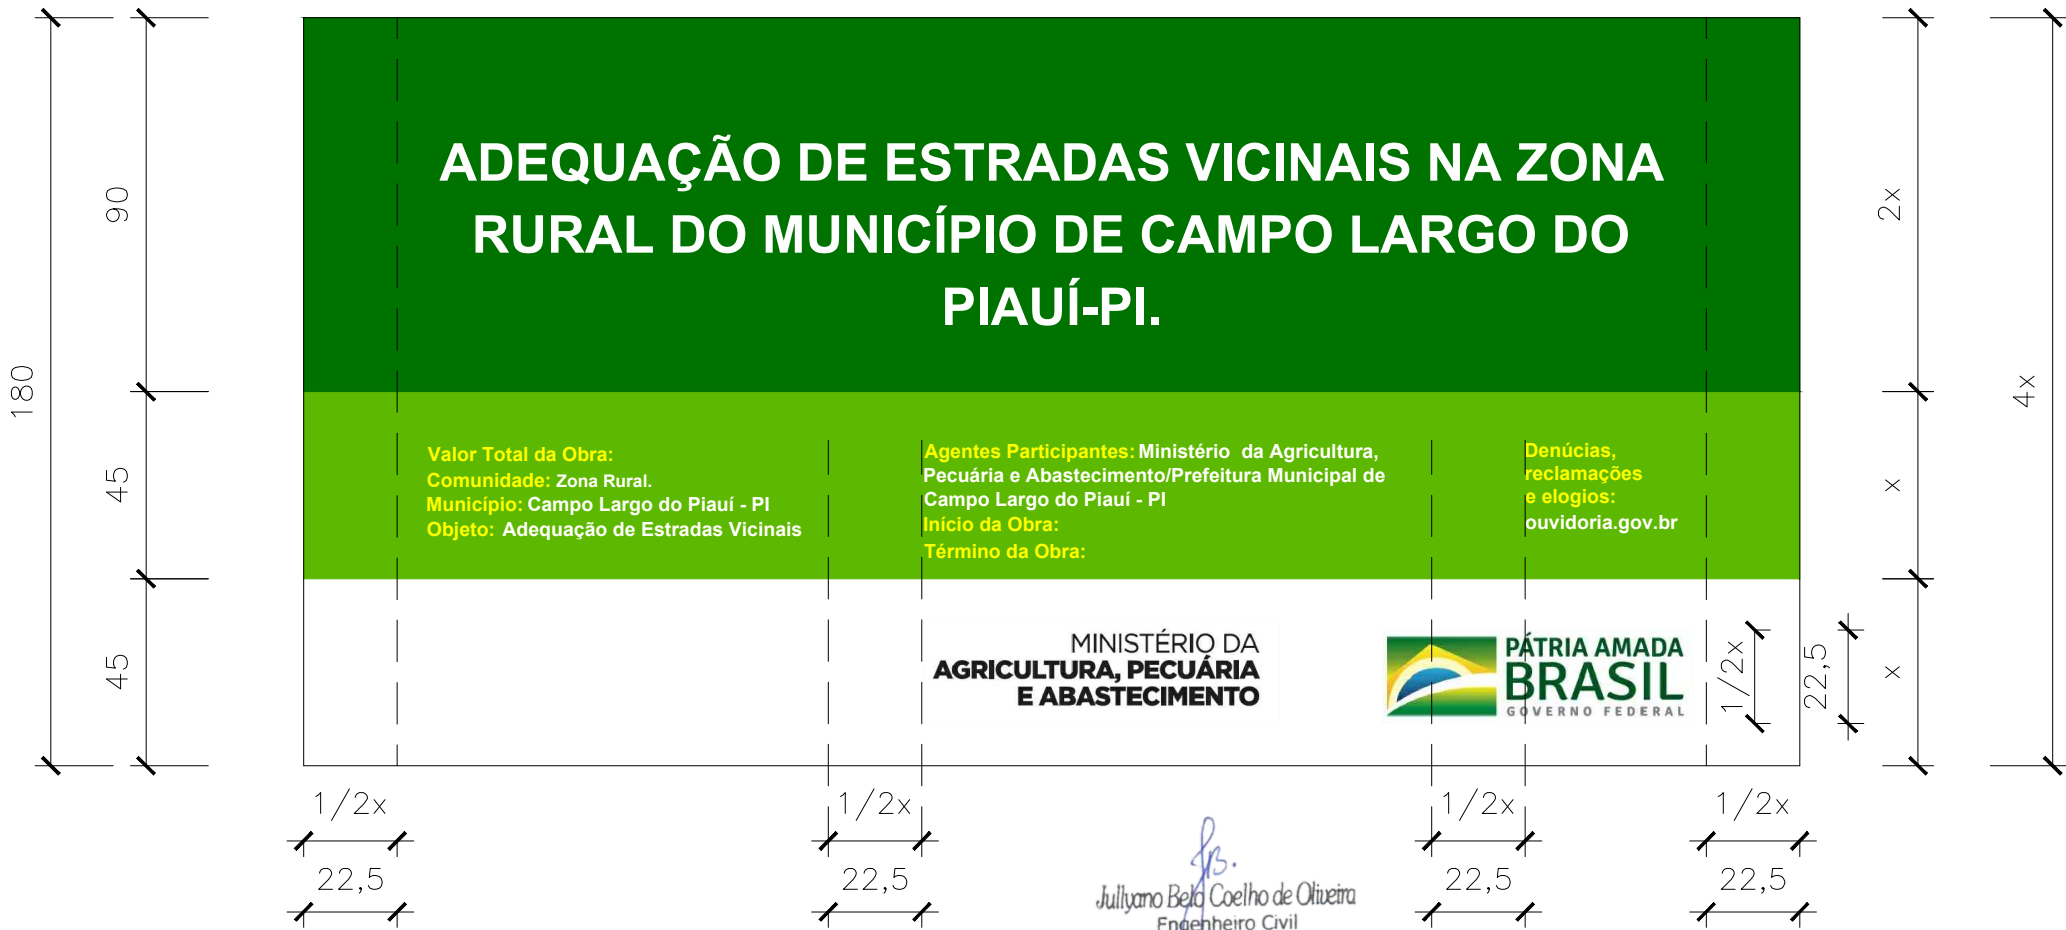 ADEQUAÇÃO DE ESTRADAS VICINAIS NA ZONA
RURAL DO MUNICÍPIO DE CAMPO LARGO DO
PIAUÍ-PI.
180
90
45
45
2x
x
x
4x
Valor Total da Obra:
Comunidade: Zona Rural.
Município: Campo Largo do Piauí - PI
Objeto: Adequação de Estradas Vicinais
Agentes Participantes: Ministério da Agricultura,
Pecuária e Abastecimento/Prefeitura Municipal de
Campo Largo do Piauí - PI
Início da Obra:
Término da Obra:
Denúcias,
reclamações
e elogios:
ouvidoria.gov.br
MINISTÉRIO DA
AGRICULTURA, PECUÁRIA
E ABASTECIMENTO
PÁTRIA AMADA
BRASIL
GOVERNO FEDERAL
1/2x
22,5
1/2x
1/2x
1/2x
1/2x
22,5
22,5
22,5
22,5
JB.
Jullyano Belo Coelho de Oliveira
Engenheiro Civil